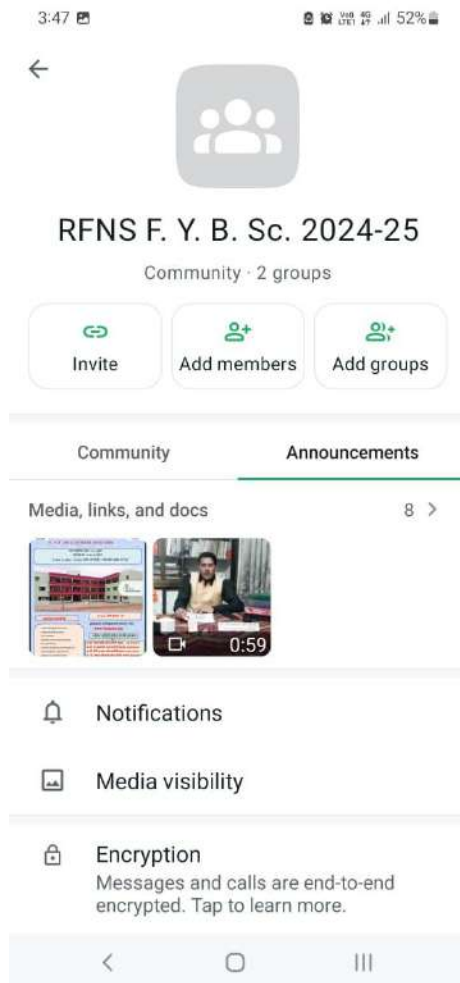 3:47 52%
RFNS F. Y. B. Sc. 2024-25
Community · 2 groups
Invite Add members Add groups
Community Announcements
Media, links, and docs 8
0:59
Notifications
Media visibility
Encryption
Messages and calls are end-to-end
encrypted. Tap to learn more.